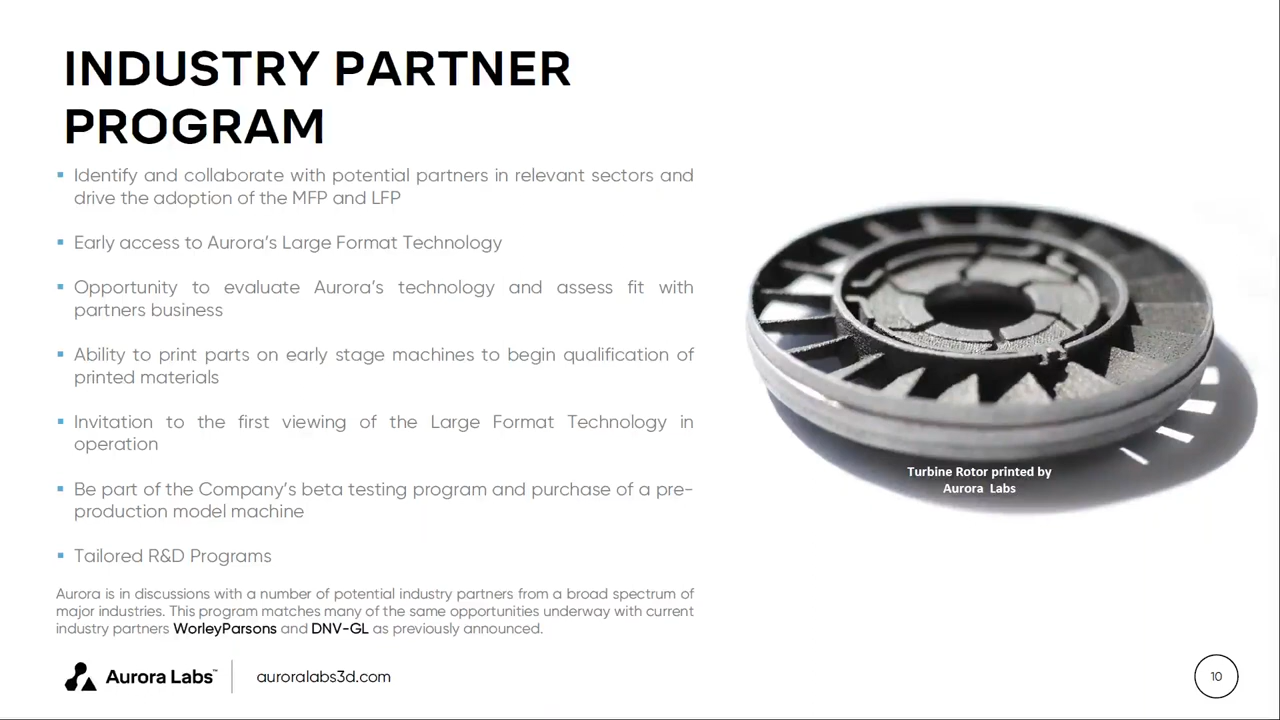 INDUSTRY PARTNER
PROGRAM
Identify and collaborate with potential partners in relevant sectors and
drive the adoption of the MFP and LFP
Early access to Aurora's Large Format Technology
Opportunity to evaluate Aurora's technology and assess fit with
partners business
Ability to print parts on early stage machines to begin qualification of
printed materials
Invitation to the first viewing of the Large Format Technology in
operation
Be part of the Company's beta testing program and purchase of a pre-
production model machine
Tailored R&D Programs
Aurora is in discussions with a number of potential industry partners from a broad spectrum of
major industries. This program matches many of the same opportunities underway with current
industry partners WorleyParsons and DNV-GL as previously announced.
Turbine Rotor printed by
Aurora Labs
Aurora Labs™
auroralabs3d.com
10